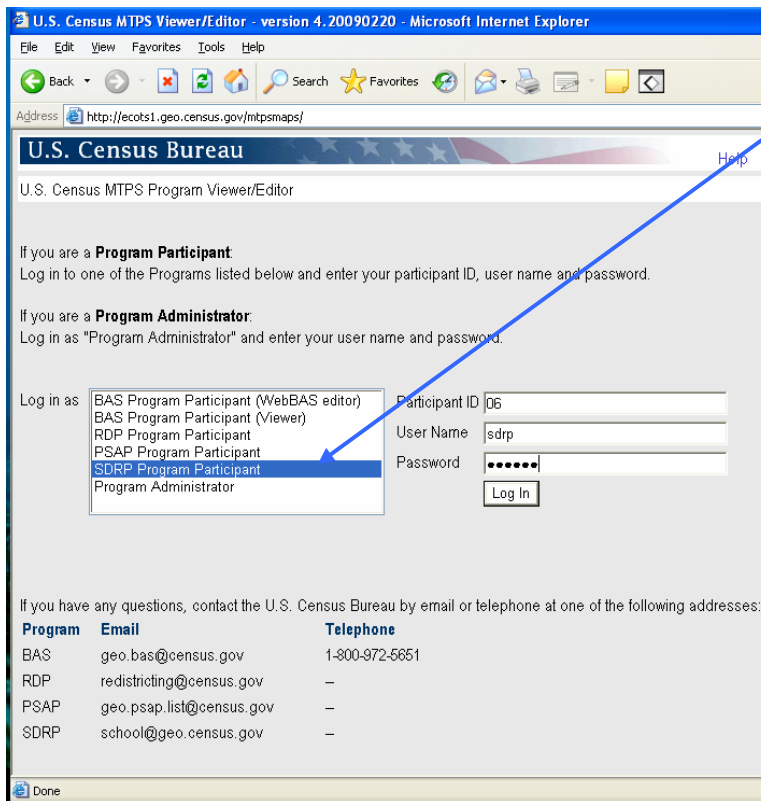 U.S. Census MTPS Viewer/Editor - version 4.20090220 - Microsoft Internet Explorer
File Edit View Favorites Tools Help
Back Search Favorites
Address http://ecots1.geo.census.gov/mtpsmaps/
U.S. Census Bureau
Help
U.S. Census MTPS Program Viewer/Editor
If you are a Program Participant:
Log in to one of the Programs listed below and enter your participant ID, user name and password.
If you are a Program Administrator:
Log in as "Program Administrator" and enter your user name and password.
Log in as
BAS Program Participant (WebBAS editor)
BAS Program Participant (Viewer)
RDP Program Participant
PSAP Program Participant
SDRP Program Participant
Program Administrator
Participant ID 06
User Name sdrp
Password ●●●●●●
Log In
If you have any questions, contact the U.S. Census Bureau by email or telephone at one of the following addresses:
Program Email Telephone
BAS geo.bas@census.gov 1-800-972-5651
RDP redistricting@census.gov –
PSAP geo.psap.list@census.gov –
SDRP school@geo.census.gov –
Done